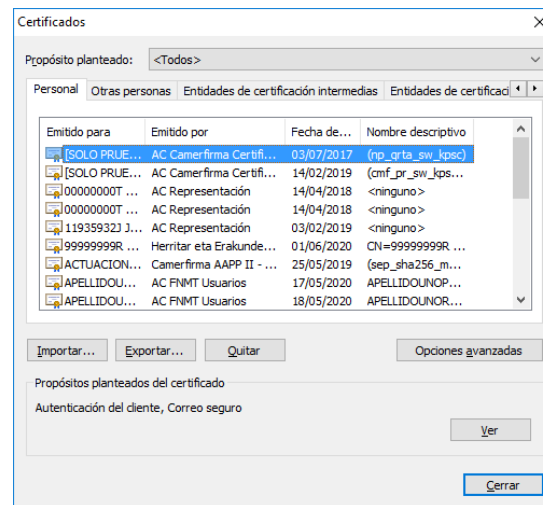 Certificados
Propósito planteado: <Todos>
Personal Otras personas Entidades de certificación intermedias Entidades de certificaci
Emitido para Emitido por Fecha de... Nombre descriptivo
[SOLO PRUE... AC Camerfirma Certifi... 03/07/2017 (np_qrta_sw_kpsc)
[SOLO PRUE... AC Camerfirma Certifi... 14/02/2019 (cmf_pr_sw_kps...
00000000T ... AC Representación 14/04/2018 <ninguno>
00000000T ... AC Representación 14/04/2018 <ninguno>
11935932J J... AC Representación 03/02/2019 <ninguno>
99999999R ... Herritar eta Erakunde... 01/06/2020 CN=99999999R ...
ACTUACION... Camerfirma AAPP II - ... 25/05/2019 (sep_sha256_m...
APELLIDOU... AC FNMT Usuarios 17/05/2020 APELLIDOUNOP...
APELLIDOU... AC FNMT Usuarios 18/05/2020 APELLIDOUNOR...
Importar... Exportar... Quitar Opciones avanzadas
Propósitos planteados del certificado
Autenticación del cliente, Correo seguro
Ver
Cerrar